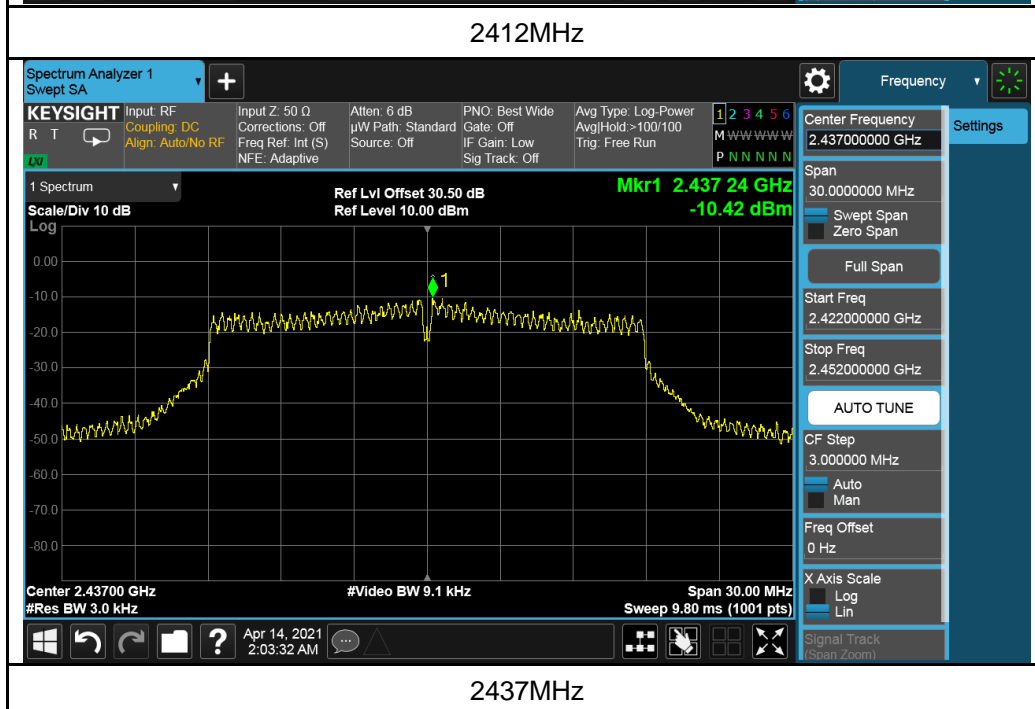 2412MHz
Spectrum Analyzer 1
Swept SA
+
Frequency
KEYSIGHT
R T
LXI
Input: RF
Coupling: DC
Align: Auto/No RF
Input Z: 50 Ω
Corrections: Off
Freq Ref: Int (S)
NFE: Adaptive
Atten: 6 dB
µW Path: Standard
Source: Off
PNO: Best Wide
Gate: Off
IF Gain: Low
Sig Track: Off
Avg Type: Log-Power
Avg|Hold:>100/100
Trig: Free Run
1 2 3 4 5 6
M W W W W W
P N N N N N
1 Spectrum
Scale/Div 10 dB
Ref Lvl Offset 30.50 dB
Ref Level 10.00 dBm
Mkr1 2.437 24 GHz
-10.42 dBm
Log
0.00
-10.0
-20.0
-30.0
-40.0
-50.0
-60.0
-70.0
-80.0
1
Center 2.43700 GHz
#Res BW 3.0 kHz
#Video BW 9.1 kHz
Span 30.00 MHz
Sweep 9.80 ms (1001 pts)
Center Frequency
2.437000000 GHz
Settings
Span
30.0000000 MHz
Swept Span
Zero Span
Full Span
Start Freq
2.422000000 GHz
Stop Freq
2.452000000 GHz
AUTO TUNE
CF Step
3.000000 MHz
Auto
Man
Freq Offset
0 Hz
X Axis Scale
Log
Lin
Signal Track
(Span Zoom)
?
Apr 14, 2021
2:03:32 AM
2437MHz